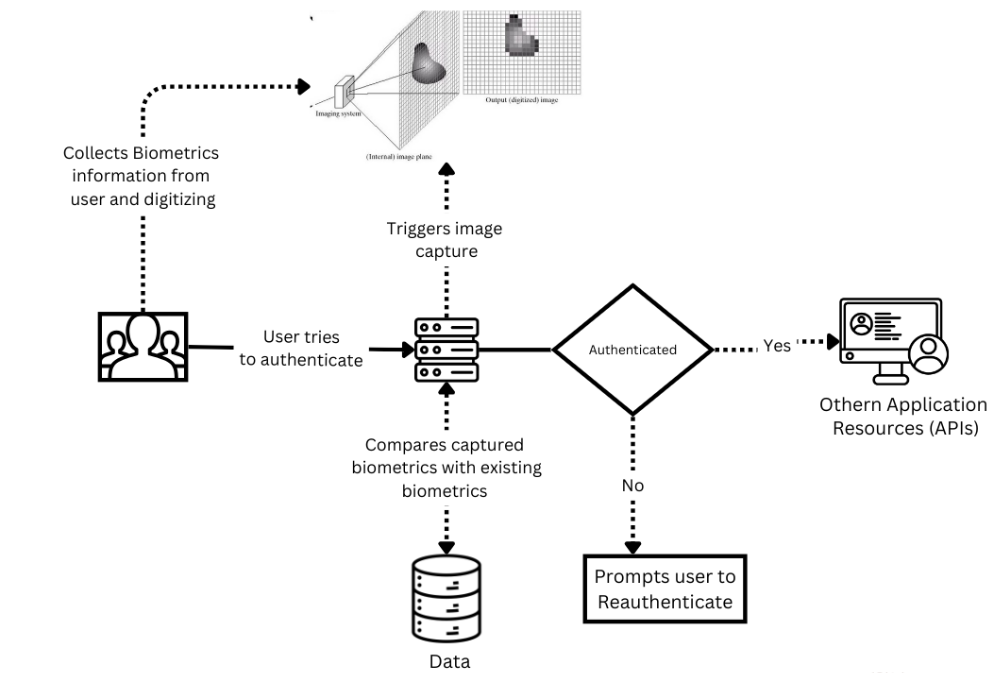 Output (digitized) image
Imaging system
(Internal) image plane
Collects Biometrics
information from
user and digitizing
Triggers image
capture
User tries
to authenticate
Authenticated
Yes
Othern Application
Resources (APIs)
Compares captured
biometrics with existing
biometrics
No
Prompts user to
Reauthenticate
Data